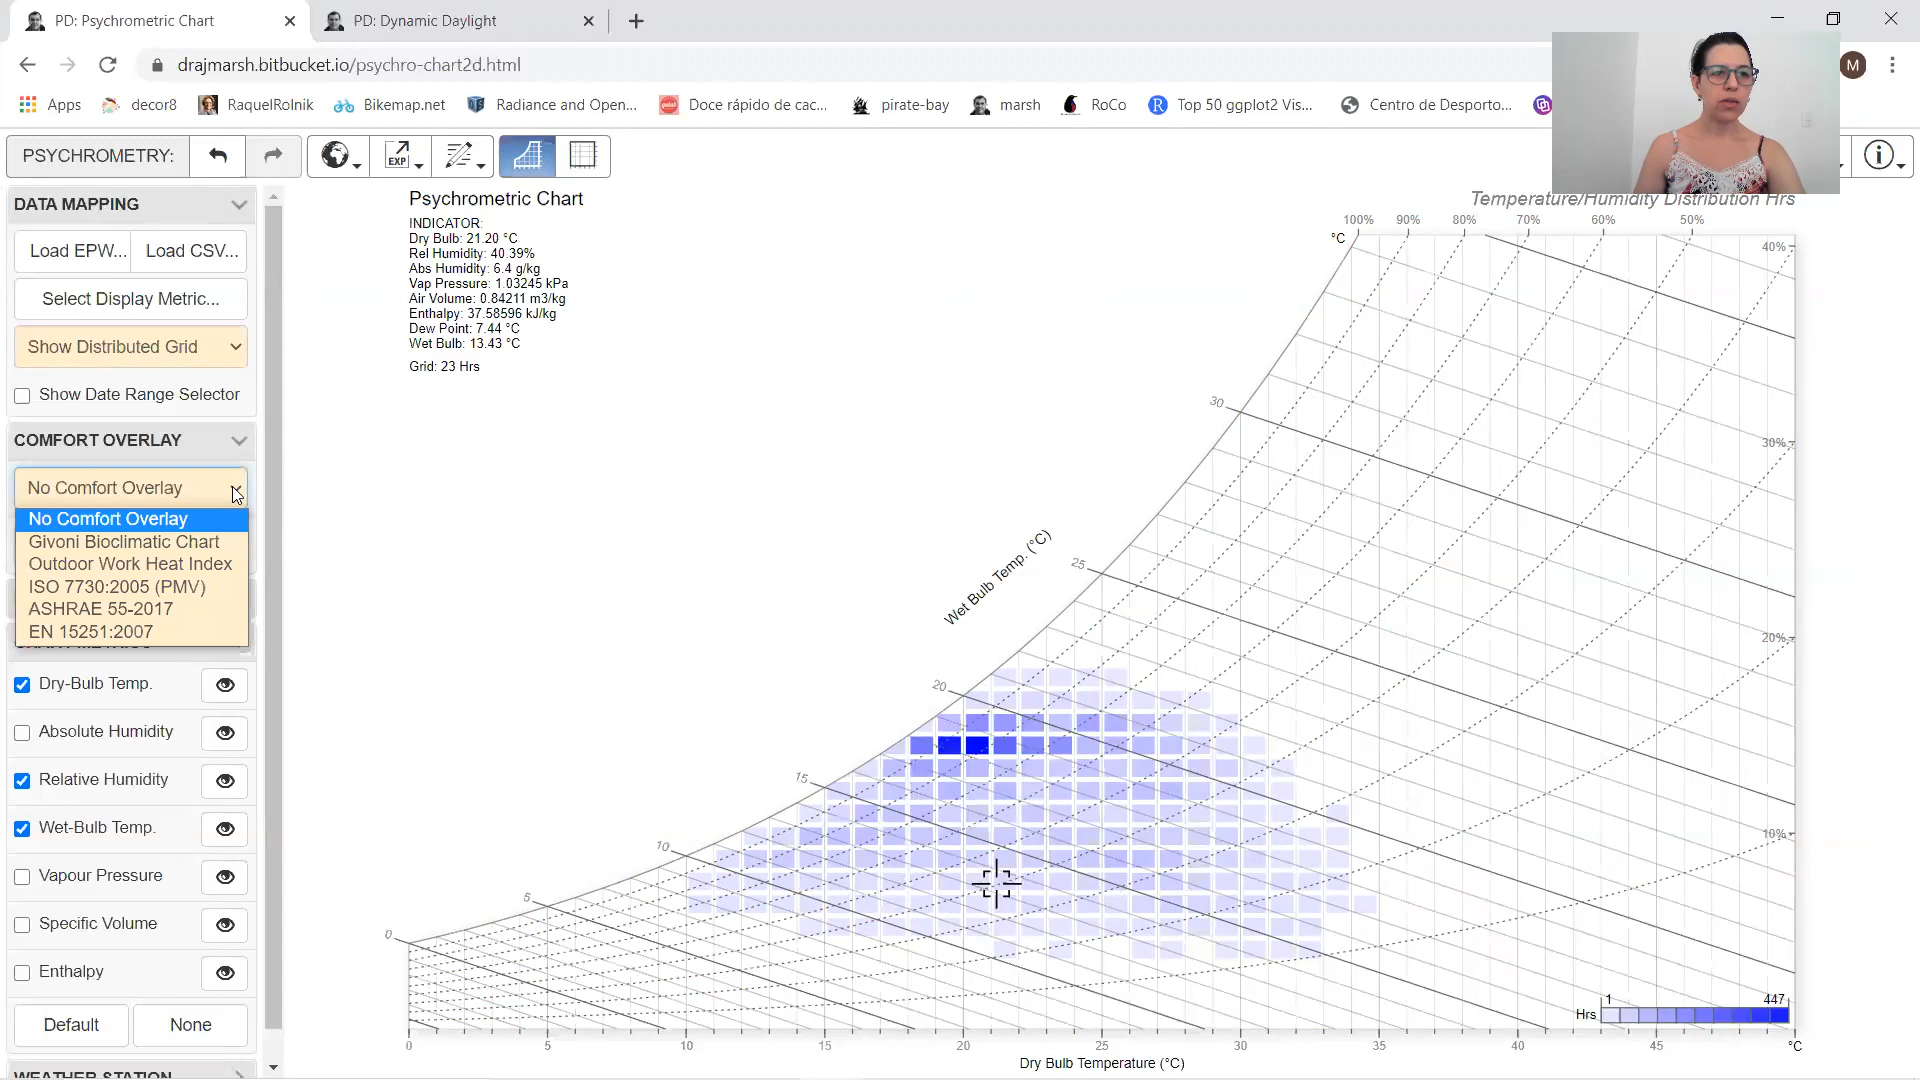 PD: Psychrometric Chart
PD: Dynamic Daylight
drajmarsh.bitbucket.io/psychro-chart2d.html
M
Apps
decor8
RaquelRolnik
Bikemap.net
Radiance and Open...
Doce rápido de cac...
pirate-bay
marsh
RoCo
Top 50 ggplot2 Vis...
Centro de Desporto...
PSYCHROMETRY:
EXP
DATA MAPPING
Load EPW...
Load CSV...
Select Display Metric...
Show Distributed Grid
Show Date Range Selector
COMFORT OVERLAY
No Comfort Overlay
No Comfort Overlay
Givoni Bioclimatic Chart
Outdoor Work Heat Index
ISO 7730:2005 (PMV)
ASHRAE 55-2017
EN 15251:2007
Dry-Bulb Temp.
Absolute Humidity
Relative Humidity
Wet-Bulb Temp.
Vapour Pressure
Specific Volume
Enthalpy
Default
None
WEATHER STATION
Psychrometric Chart
INDICATOR:
Dry Bulb: 21.20 °C
Rel Humidity: 40.39%
Abs Humidity: 6.4 g/kg
Vap Pressure: 1.03245 kPa
Air Volume: 0.84211 m3/kg
Enthalpy: 37.58596 kJ/kg
Dew Point: 7.44 °C
Wet Bulb: 13.43 °C
Grid: 23 Hrs
Temperature/Humidity Distribution Hrs
100% 90% 80% 70% 60% 50%
°C
40%
30%
20%
10%
Wet Bulb Temp. (°C)
30
25
20
15
10
5
0
1 447
Hrs
0 5 10 15 20 25 30 35 40 45 °C
Dry Bulb Temperature (°C)